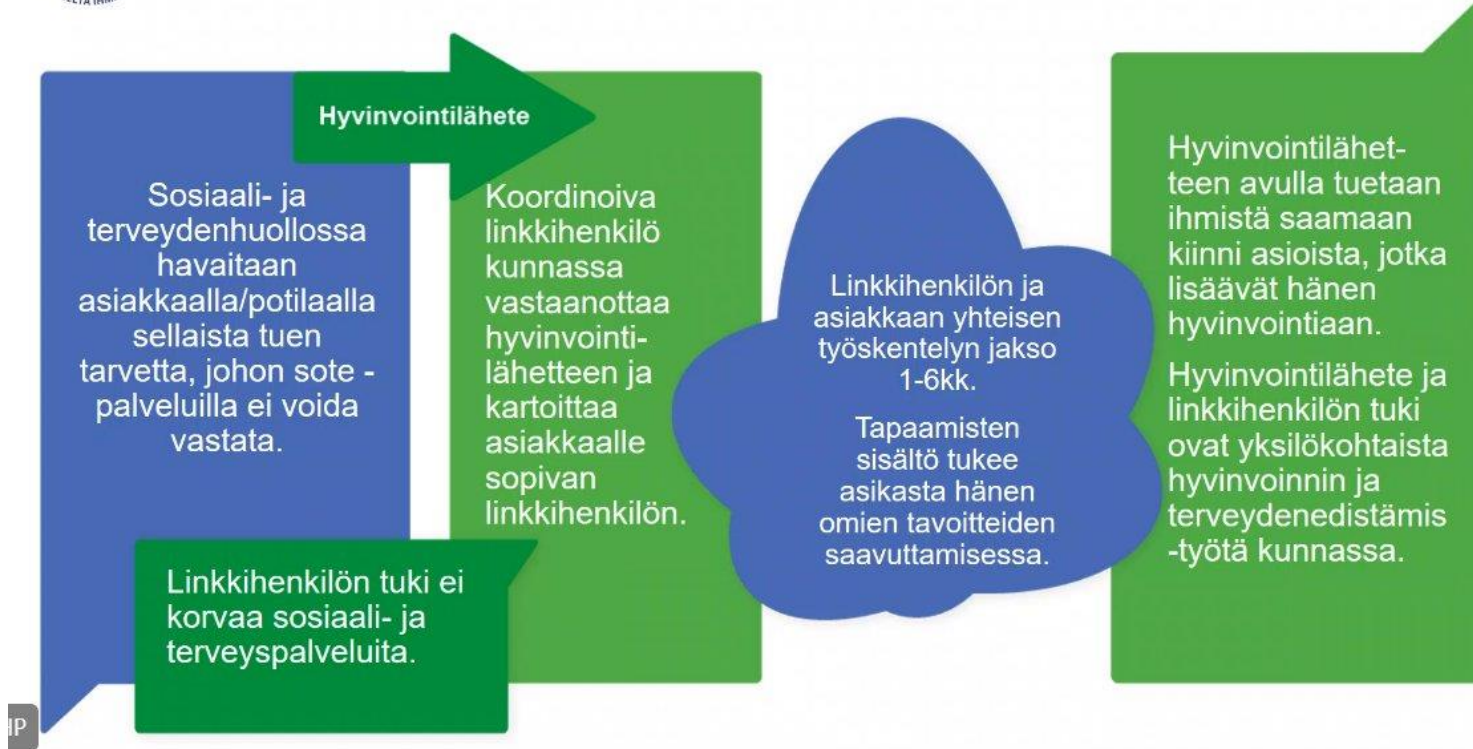 Hyvinvointilähete
Sosiaali- ja
terveydenhuollossa
havaitaan
asiakkaalla/potilaalla
sellaista tuen
tarvetta, johon sote -
palveluilla ei voida
vastata.
Linkkihenkilön tuki ei
korvaa sosiaali- ja
terveyspalveluita.
Koordinoiva
linkkihenkilö
kunnassa
vastaanottaa
hyvinvointi-
lähetteen ja
kartoittaa
asiakkaalle
sopivan
linkkihenkilön.
Linkkihenkilön ja
asiakkaan yhteisen
työskentelyn jakso
1-6kk.
Tapaamisten
sisältö tukee
asikasta hänen
omien tavoitteiden
saavuttamisessa.
Hyvinvointilähet-
teen avulla tuetaan
ihmistä saamaan
kiinni asioista, jotka
lisäävät hänen
hyvinvointiaan.
Hyvinvointilähete ja
linkkihenkilön tuki
ovat yksilökohtaista
hyvinvoinnin ja
terveydenedistämis
-työtä kunnassa.